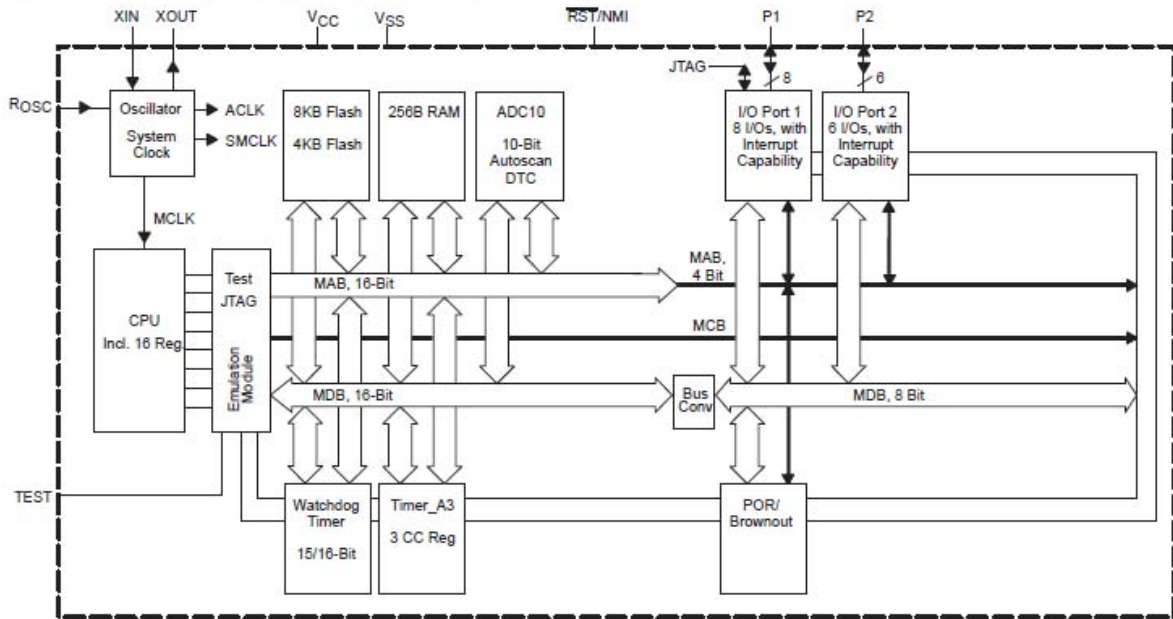 XIN
XOUT
VCC
VSS
RST/NMI
P1
P2
JTAG
8
6
ROSC
Oscillator
System
Clock
ACLK
SMCLK
8KB Flash
4KB Flash
256B RAM
ADC10
10-Bit
Autoscan
DTC
I/O Port 1
8 I/Os, with
Interrupt
Capability
I/O Port 2
6 I/Os, with
Interrupt
Capability
MCLK
CPU
Incl. 16 Reg.
Test
JTAG
Emulation
Module
MAB, 16-Bit
MAB,
4 Bit
MCB
MDB, 16-Bit
Bus
Conv
MDB, 8 Bit
TEST
Watchdog
Timer
15/16-Bit
Timer_A3
3 CC Reg
POR/
Brownout